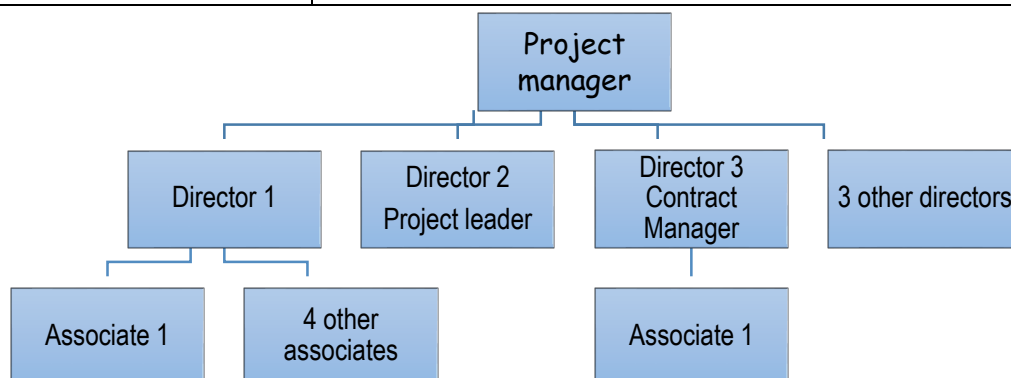 Project
manager
Director 1
Director 2
Project leader
Director 3
Contract
Manager
3 other directors
Associate 1
4 other
associates
Associate 1